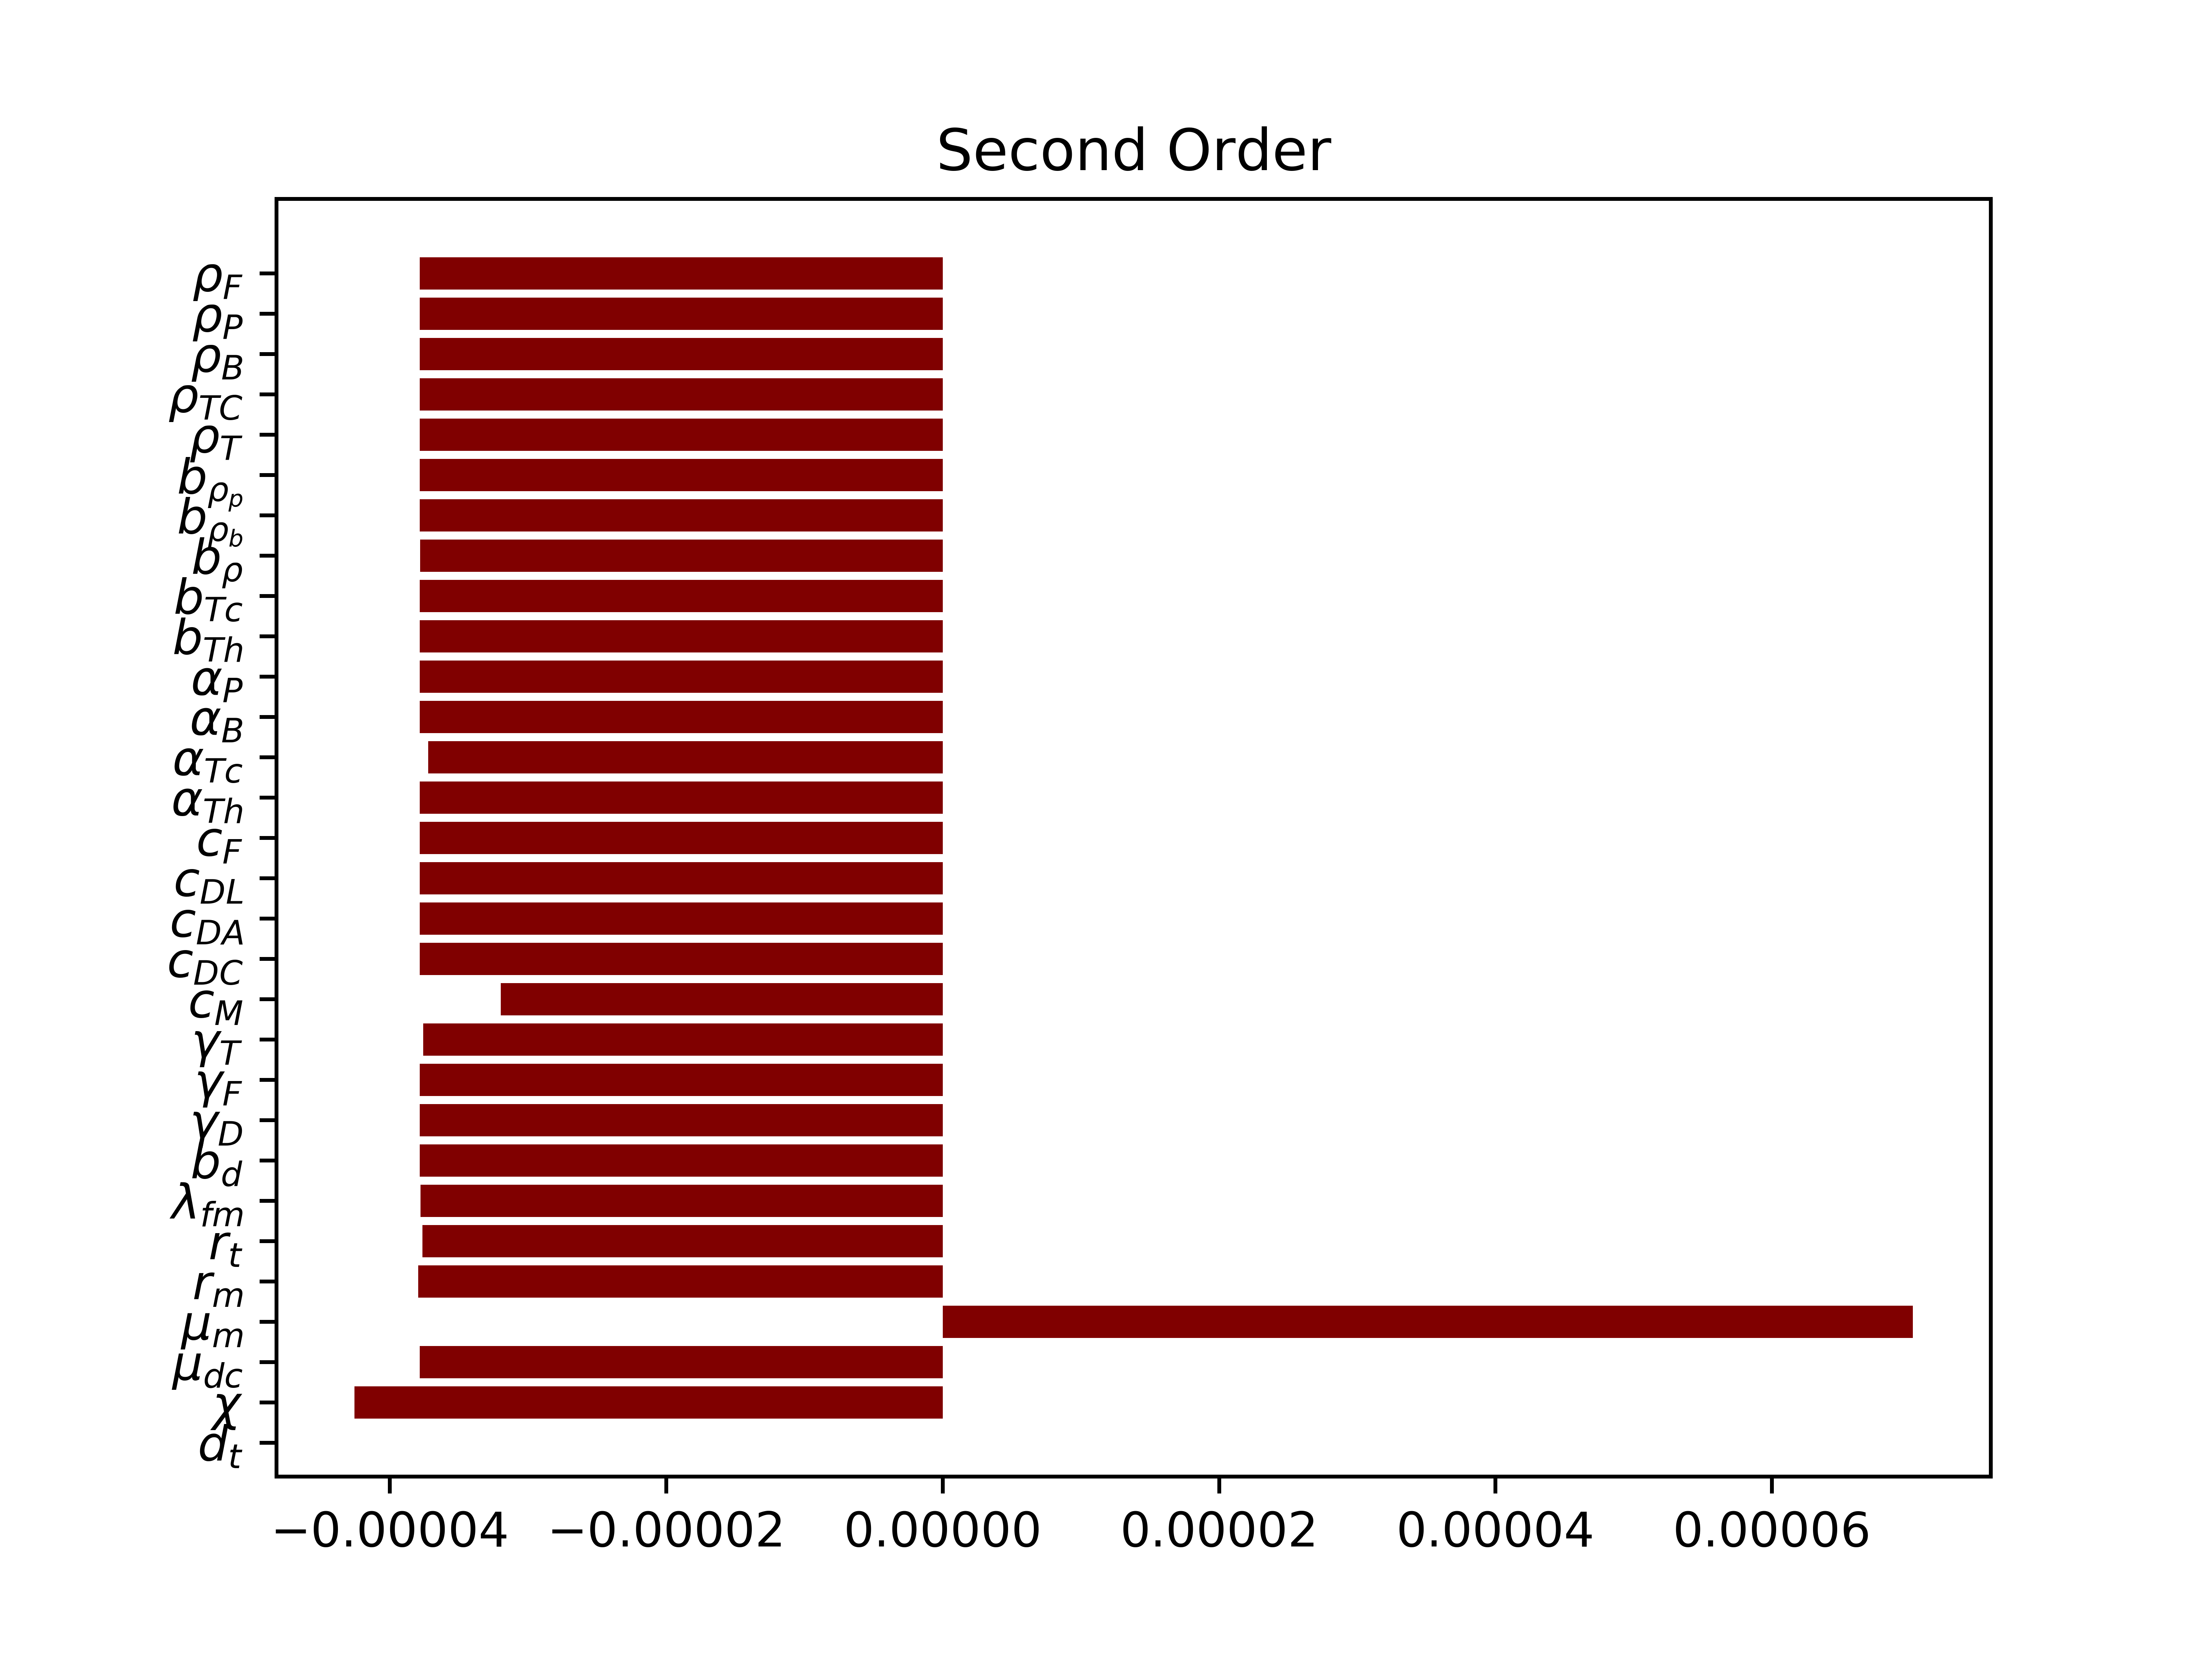 Second Order
ρ_F
ρ_P
ρ_B
ρ_TC
ρ_T
b_ρ_p
b_ρ_b
b_ρ
b_Tc
b_Th
α_P
α_B
α_Tc
α_Th
c_F
c_DL
c_DA
c_DC
c_M
γ_T
γ_F
γ_D
b_d
λ_fm
r_t
r_m
μ_m
μ_dc
χ
d_t
−0.00004 −0.00002 0.00000 0.00002 0.00004 0.00006